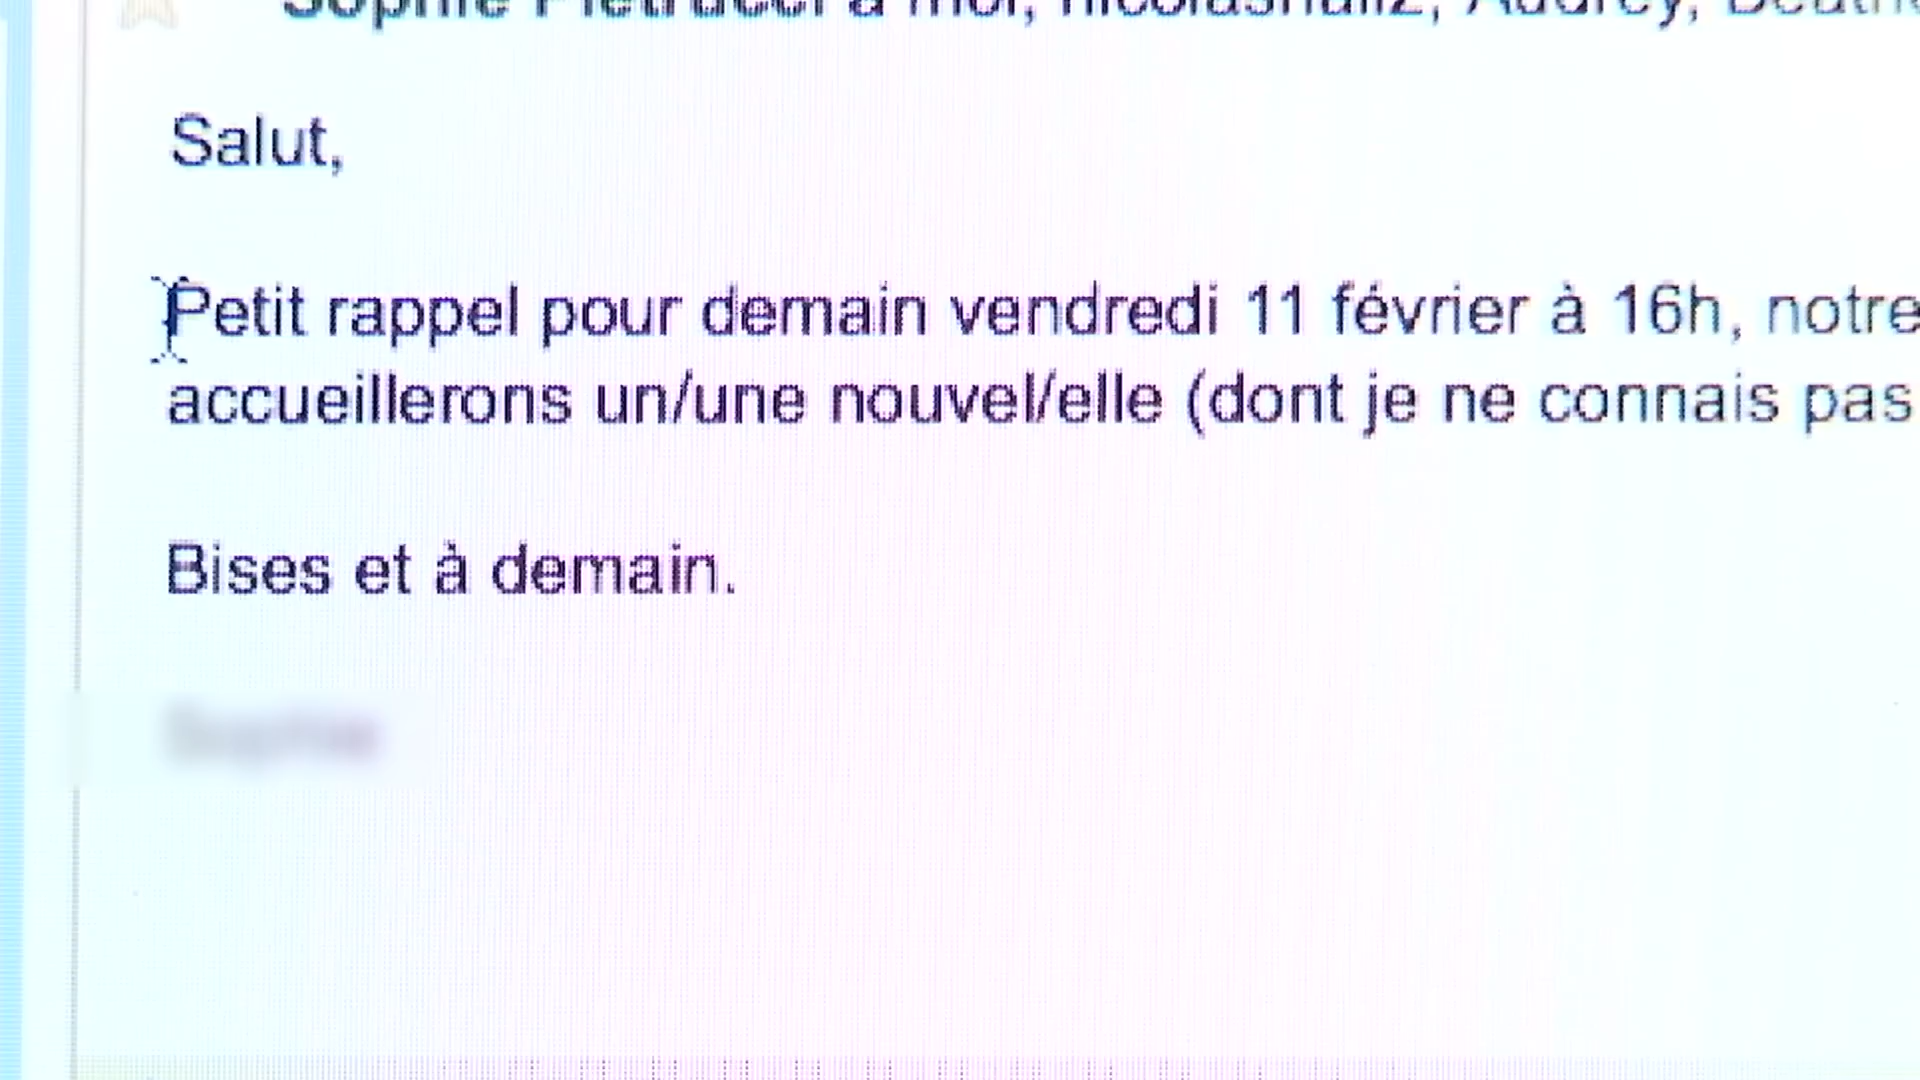 à moi,
Salut,
Petit rappel pour demain vendredi 11 février à 16h, notre
accueillerons un/une nouvel/elle (dont je ne connais pas
Bises et à demain.